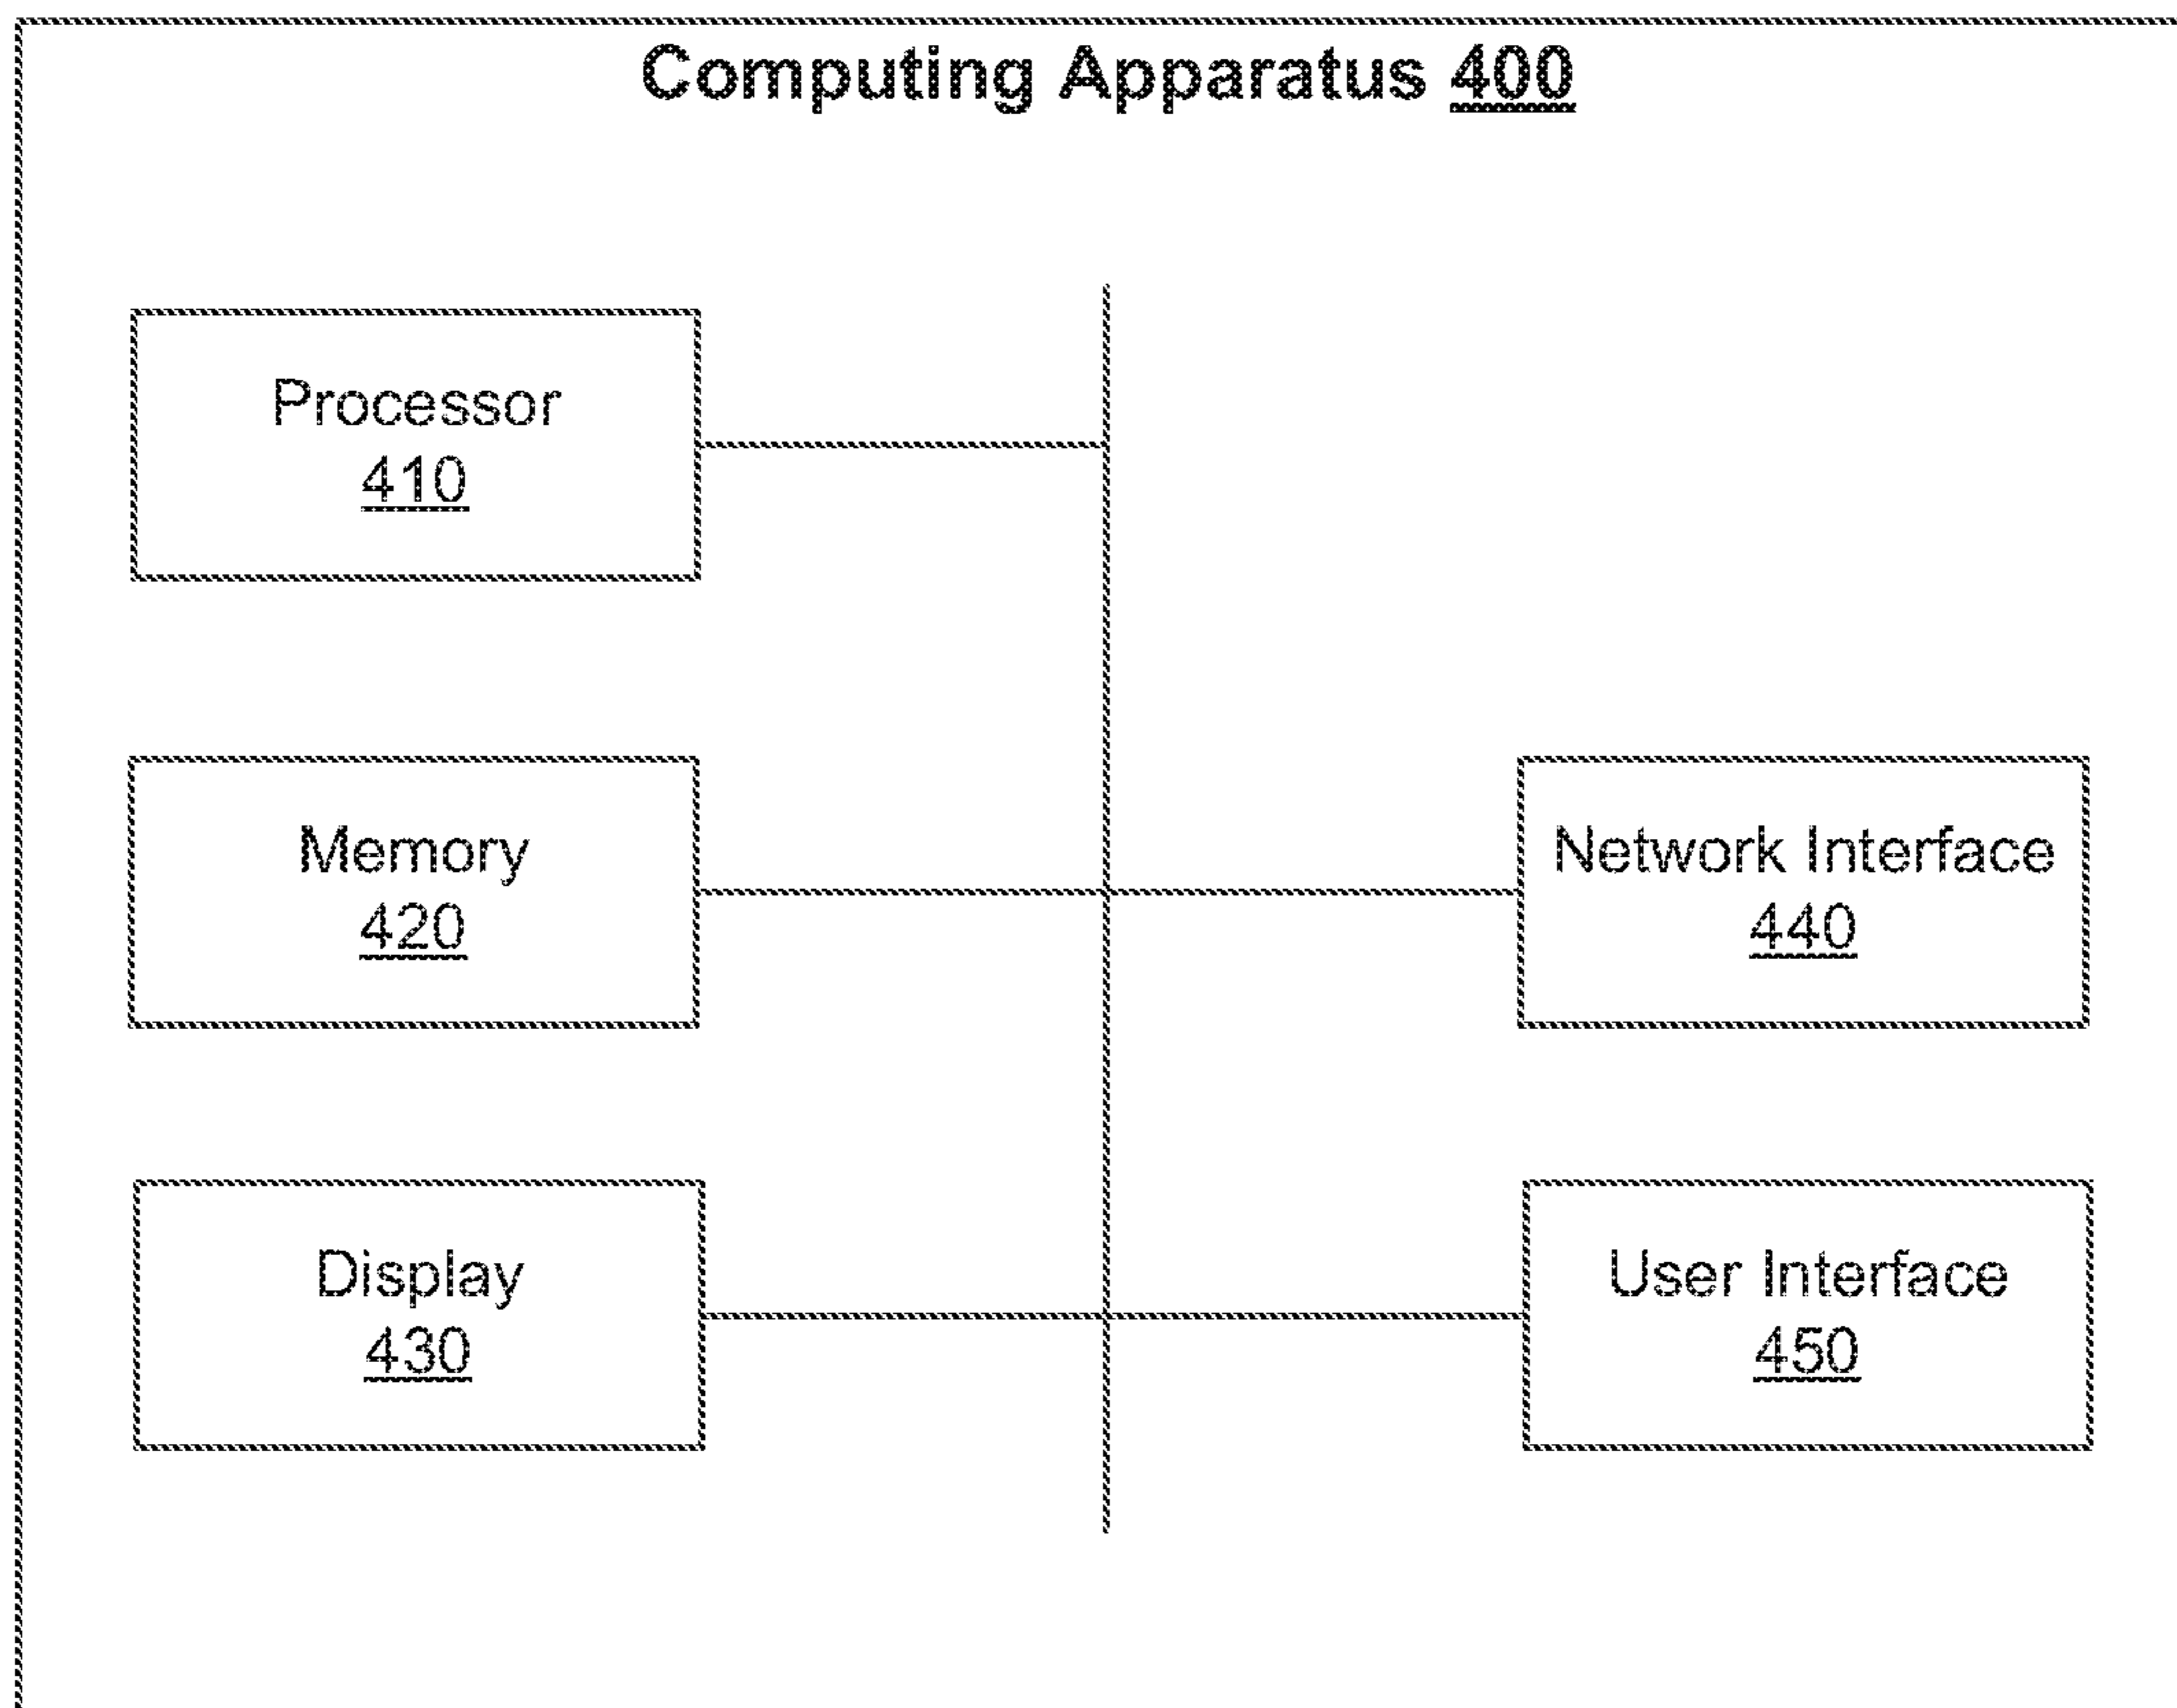 Computing Apparatus 400
Processor
410
Memory
420
Network Interface
440
Display
430
User Interface
450